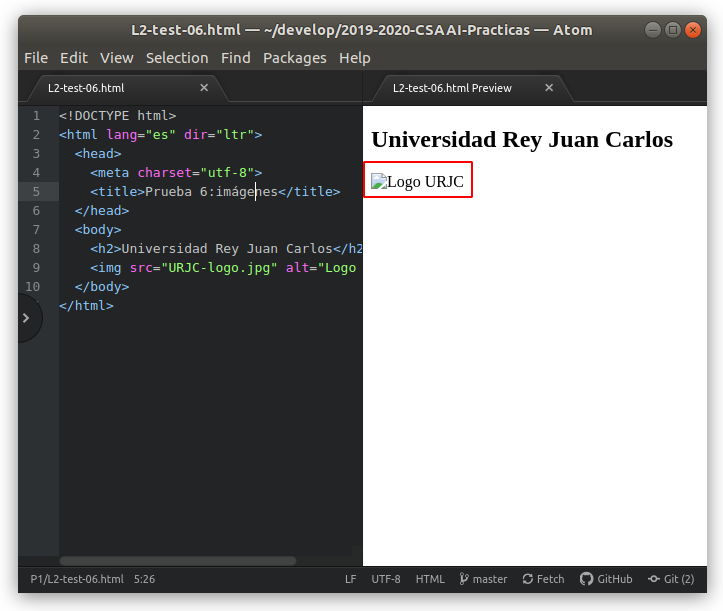 L2-test-06.html — ~/develop/2019-2020-CSAAI-Practicas — Atom
File Edit View Selection Find Packages Help
L2-test-06.html
L2-test-06.html Preview
1 <!DOCTYPE html>
2 <html lang="es" dir="ltr">
3 <head>
4 <meta charset="utf-8">
5 <title>Prueba 6:imágenes</title>
6 </head>
7 <body>
8 <h2>Universidad Rey Juan Carlos</h2
9 <img src="URJC-logo.jpg" alt="Logo
10 </body>
</html>
Universidad Rey Juan Carlos
Logo URJC
P1/L2-test-06.html 5:26 LF UTF-8 HTML master Fetch GitHub Git (2)